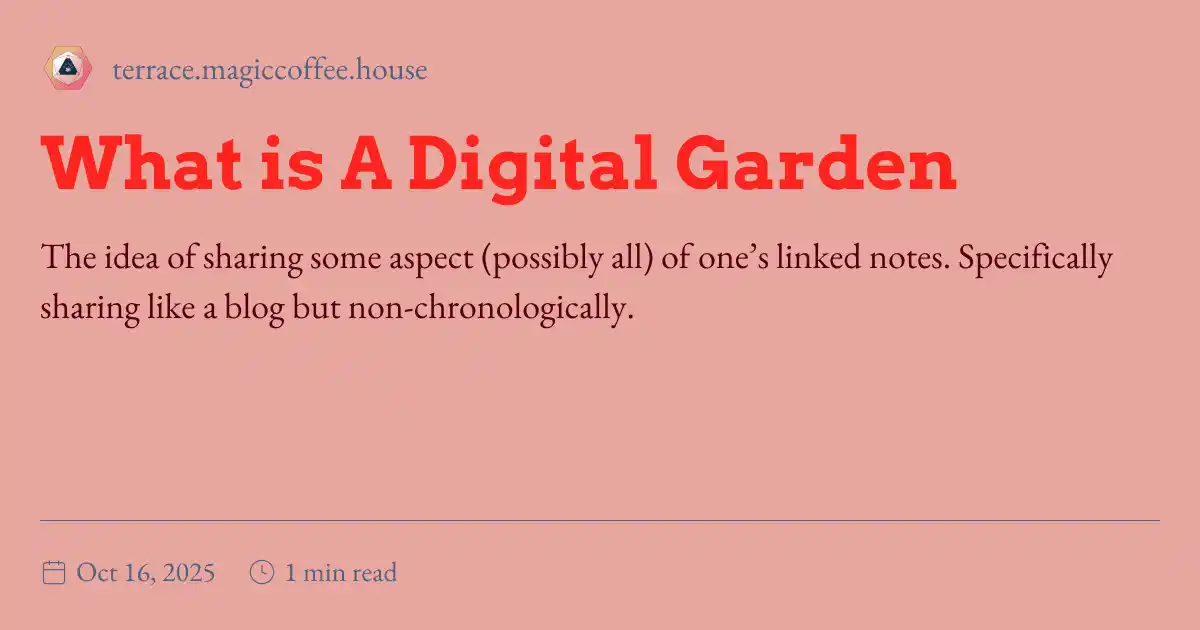 terrace.magiccoffee.house
What is A Digital Garden
The idea of sharing some aspect (possibly all) of one’s linked notes. Specifically
sharing like a blog but non-chronologically.
Oct 16, 2025 1 min read